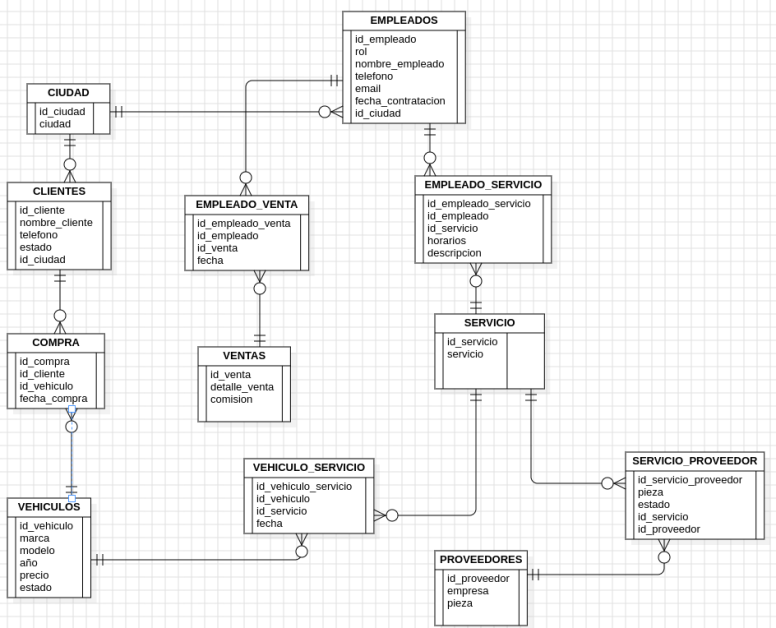 EMPLEADOS
id_empleado
rol
nombre_empleado
telefono
email
fecha_contratacion
id_ciudad
CIUDAD
id_ciudad
ciudad
CLIENTES
id_cliente
nombre_cliente
telefono
estado
id_ciudad
EMPLEADO_VENTA
id_empleado_venta
id_empleado
id_venta
fecha
EMPLEADO_SERVICIO
id_empleado_servicio
id_empleado
id_servicio
horarios
descripcion
COMPRA
id_compra
id_cliente
id_vehiculo
fecha_compra
VENTAS
id_venta
detalle_venta
comision
SERVICIO
id_servicio
servicio
VEHICULOS
id_vehiculo
marca
modelo
año
precio
estado
VEHICULO_SERVICIO
id_vehiculo_servicio
id_vehiculo
id_servicio
fecha
SERVICIO_PROVEEDOR
id_servicio_proveedor
pieza
estado
id_servicio
id_proveedor
PROVEEDORES
id_proveedor
empresa
pieza